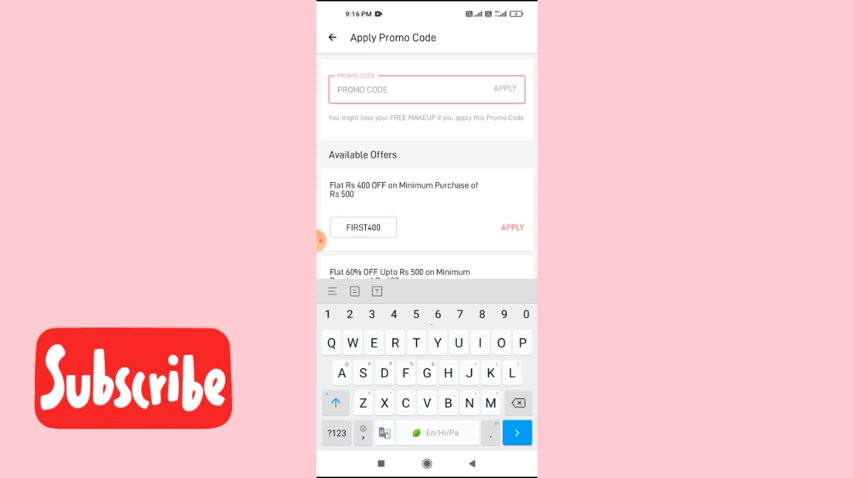 9:16 PM
Apply Promo Code
PROMO CODE
PROMO CODE APPLY
You might lose your FREE MAKEUP if you apply this Promo Code
Available Offers
Flat Rs 400 OFF on Minimum Purchase of
Rs 500
FIRST400 APPLY
Flat 60% OFF Upto Rs 500 on Minimum
1 2 3 4 5 6 7 8 9 0
Q W E R T Y U I O P
A S D F G H J K L
Z X C V B N M
?123 , En/Hi/Pa .
Subscribe